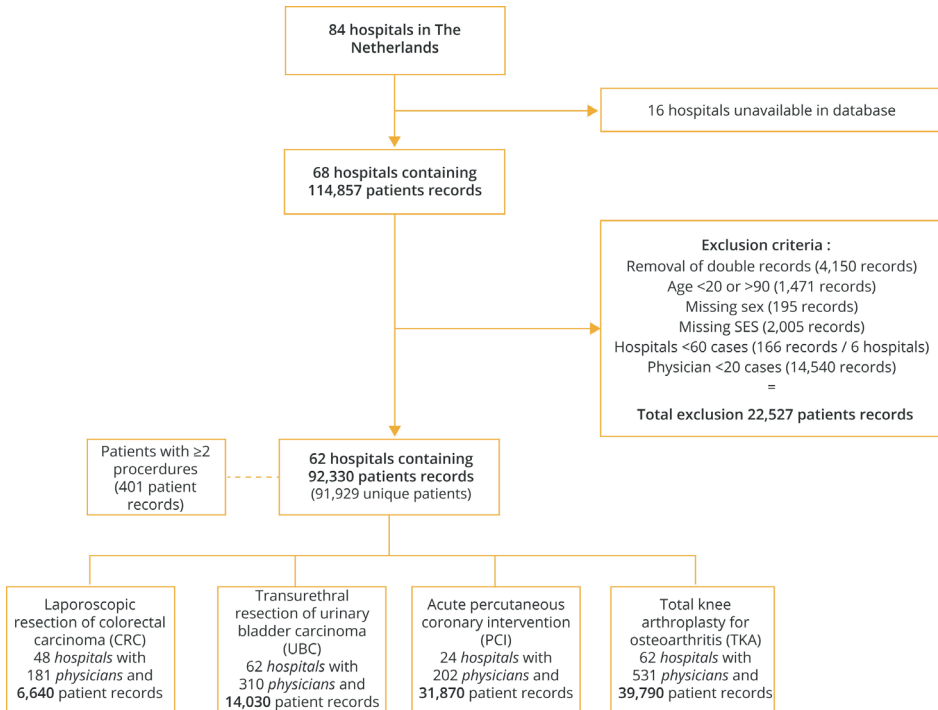 84 hospitals in The
Netherlands
16 hospitals unavailable in database
68 hospitals containing
114,857 patients records
Exclusion criteria :
Removal of double records (4,150 records)
Age <20 or >90 (1,471 records)
Missing sex (195 records)
Missing SES (2,005 records)
Hospitals <60 cases (166 records / 6 hospitals)
Physician <20 cases (14,540 records)
=
Total exclusion 22,527 patients records
Patients with ≥2
procerdures
(401 patient
records)
62 hospitals containing
92,330 patients records
(91,929 unique patients)
Laporoscopic
resection of colorectal
carcinoma (CRC)
48 hospitals with
181 physicians and
6,640 patient records
Transurethral
resection of urinary
bladder carcinoma
(UBC)
62 hospitals with
310 physicians and
14,030 patient records
Acute percutaneous
coronary intervention
(PCI)
24 hospitals with
202 physicians and
31,870 patient records
Total knee
arthroplasty for
osteoarthritis (TKA)
62 hospitals with
531 physicians and
39,790 patient records